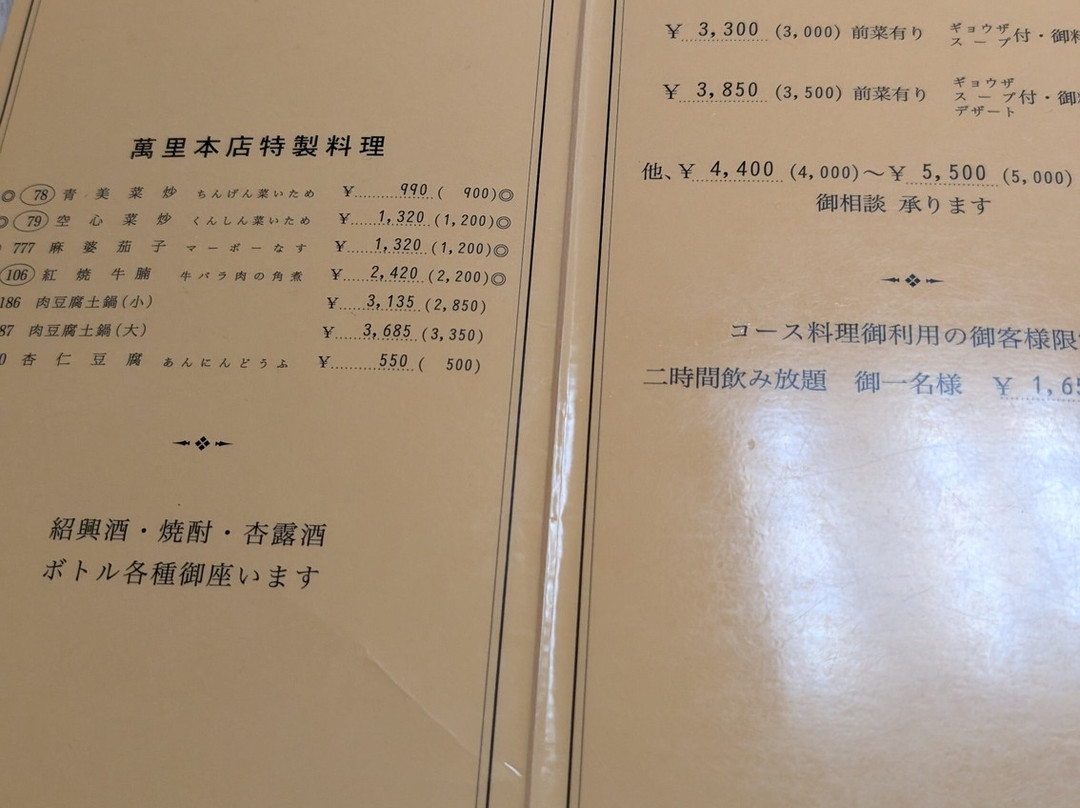 萬里本店特製料理
◎ 78 青美菜炒 ちんげん菜いため ¥ 990 ( 900)◎
79 空心菜炒 くんしん菜いため ¥ 1,320 (1,200)◎
777 麻婆茄子 マーボーなす ¥ 1,320 (1,200)◎
106 紅焼牛腩 牛バラ肉の角煮 ¥ 2,420 (2,200)◎
186 肉豆腐土鍋(小) ¥ 3,135 (2,850)
87 肉豆腐土鍋(大) ¥ 3,685 (3,350)
0 杏仁豆腐 あんにんどうふ ¥ 550 ( 500)
紹興酒・焼酎・杏露酒
ボトル各種御座います
¥ 3,300 (3,000) 前菜有り ギョウザ スープ付・御料
¥ 3,850 (3,500) 前菜有り ギョウザ スープ デザート付・御
他、¥ 4,400 (4,000)〜¥ 5,500 (5,000)
御相談 承ります
コース料理御利用の御客様限
二時間飲み放題 御一名様 ¥ 1,65